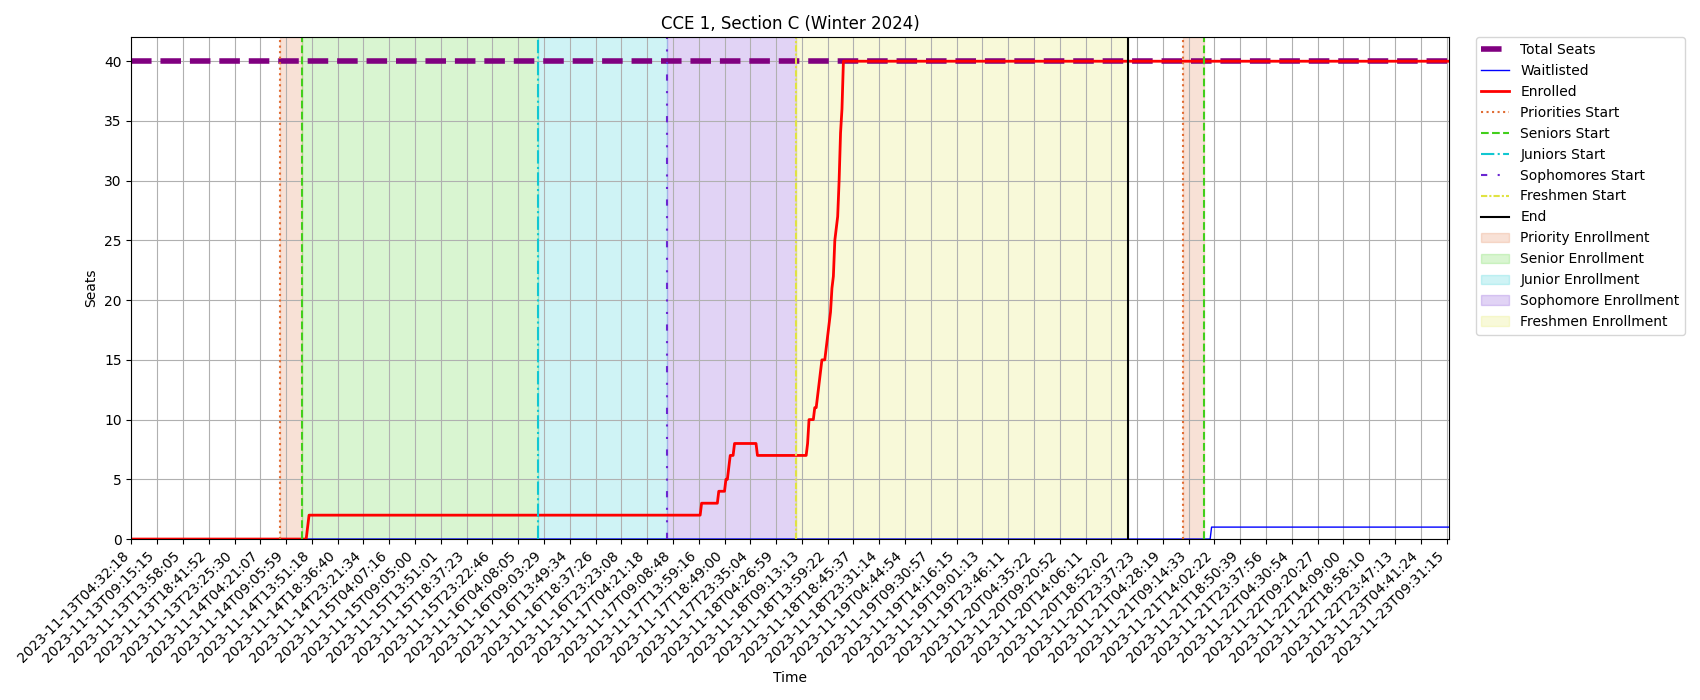 CCE 1, Section C (Winter 2024)
Seats
40
35
30
25
20
15
10
5
0
2023-11-13T04:32:18
2023-11-13T09:15:15
2023-11-13T13:58:05
2023-11-13T18:41:52
2023-11-13T23:25:30
2023-11-14T04:21:07
2023-11-14T09:05:59
2023-11-14T13:51:18
2023-11-14T18:36:40
2023-11-14T23:21:34
2023-11-15T04:07:16
2023-11-15T09:05:00
2023-11-15T13:51:01
2023-11-15T18:37:23
2023-11-15T23:22:46
2023-11-16T04:08:05
2023-11-16T09:03:29
2023-11-16T13:49:34
2023-11-16T18:37:26
2023-11-16T23:23:08
2023-11-17T04:21:18
2023-11-17T09:08:48
2023-11-17T13:59:16
2023-11-17T18:49:00
2023-11-17T23:35:04
2023-11-18T04:26:59
2023-11-18T09:13:13
2023-11-18T13:59:22
2023-11-18T18:45:37
2023-11-18T23:31:14
2023-11-19T04:44:54
2023-11-19T09:30:57
2023-11-19T14:16:15
2023-11-19T19:01:13
2023-11-19T23:46:11
2023-11-20T04:35:22
2023-11-20T09:20:52
2023-11-20T14:06:11
2023-11-20T18:52:02
2023-11-20T23:37:23
2023-11-21T04:28:19
2023-11-21T09:14:33
2023-11-21T14:02:22
2023-11-21T18:50:39
2023-11-21T23:37:56
2023-11-22T04:30:54
2023-11-22T09:20:27
2023-11-22T14:09:00
2023-11-22T18:58:10
2023-11-22T23:47:13
2023-11-23T04:41:24
2023-11-23T09:31:15
Time
Total Seats
Waitlisted
Enrolled
Priorities Start
Seniors Start
Juniors Start
Sophomores Start
Freshmen Start
End
Priority Enrollment
Senior Enrollment
Junior Enrollment
Sophomore Enrollment
Freshmen Enrollment